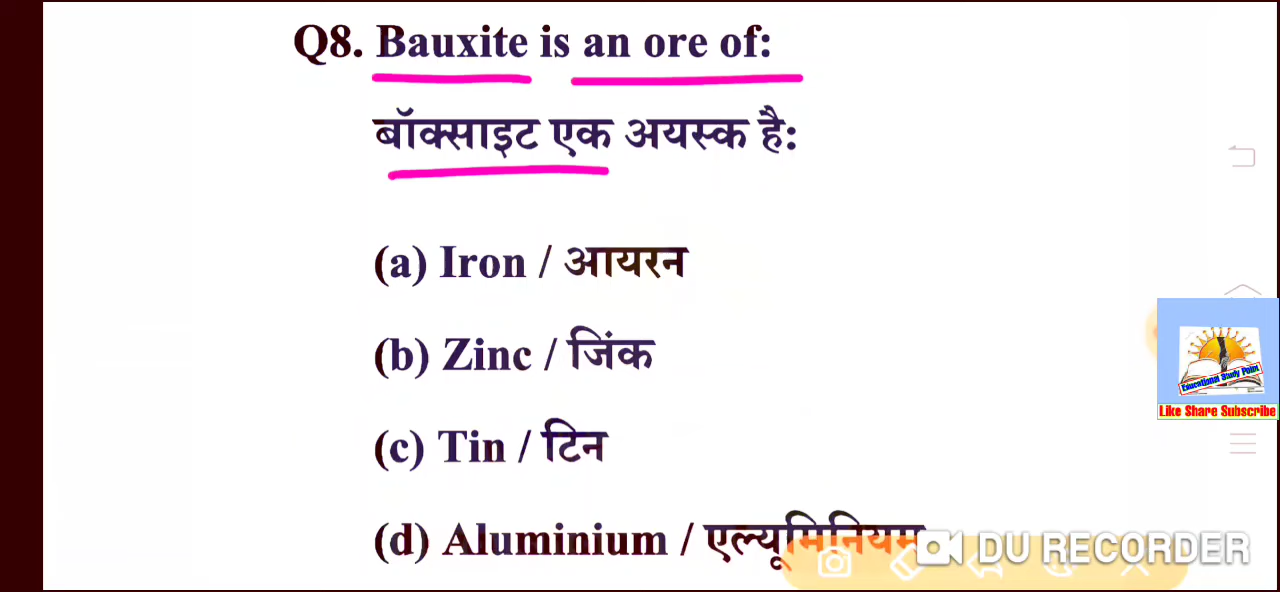 Q8. Bauxite is an ore of:
बॉक्साइट एक अयस्क है:
(a) Iron / आयरन
(b) Zinc / जिंक
Educational Study Point
Like Share Subscribe
(c) Tin / टिन
(d) Aluminium / एल्यूमिनियम
DU RECORDER